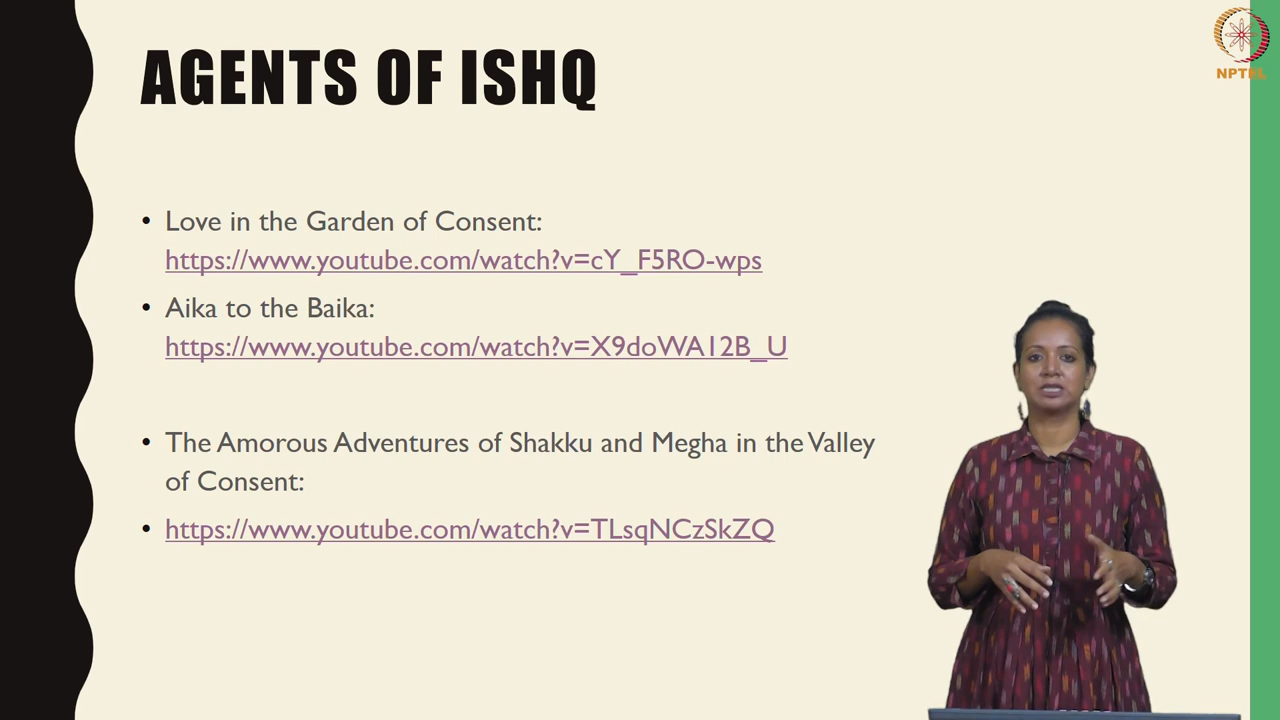 AGENTS OF ISHQ
NPTEL
• Love in the Garden of Consent:
https://www.youtube.com/watch?v=cY_F5RO-wps
• Aika to the Baika:
https://www.youtube.com/watch?v=X9doWA12B_U
• The Amorous Adventures of Shakku and Megha in the Valley
of Consent:
• https://www.youtube.com/watch?v=TLsqNCzSkZQ